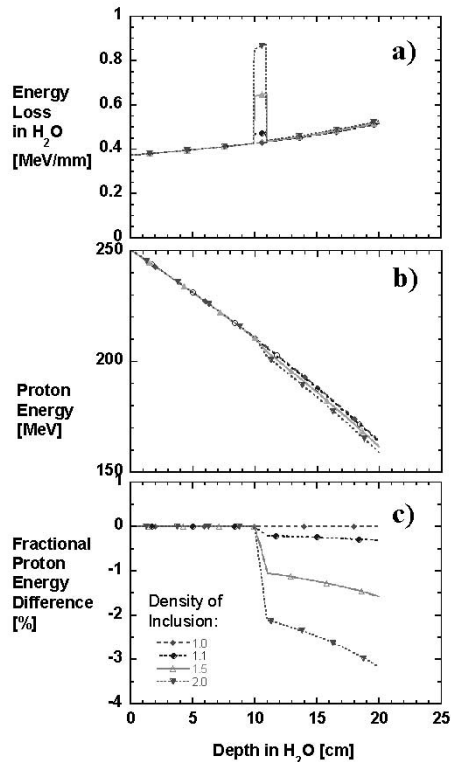 1
a)
0.8
Energy
Loss
in H2O
[MeV/mm]
0.6
0.4
0.2
0
250
b)
200
Proton
Energy
[MeV]
150
1
c)
0
Fractional
Proton
Energy
Difference
[%]
-1
-2
-3
-4
Density of
Inclusion:
1.0
1.1
1.5
2.0
0 5 10 15 20 25
Depth in H2O [cm]